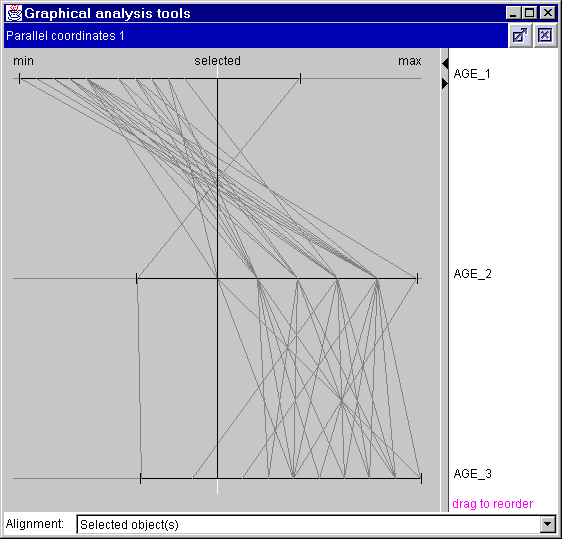 Graphical analysis tools
Parallel coordinates 1
min selected max
AGE_1
AGE_2
AGE_3
drag to reorder
Alignment: Selected object(s)